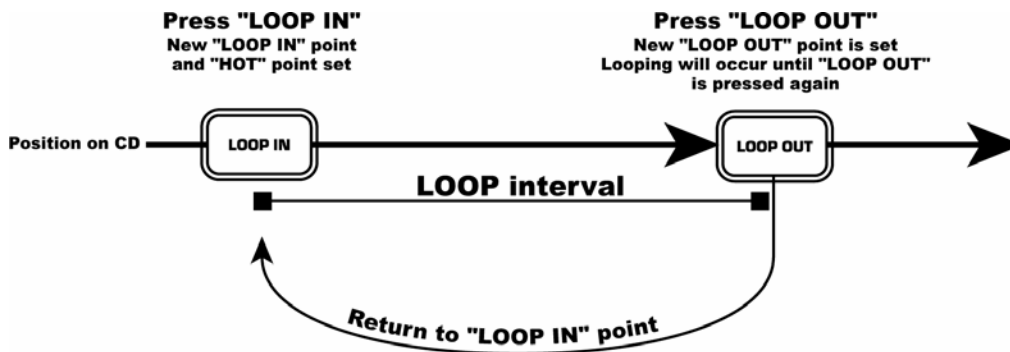 Press "LOOP IN"
New "LOOP IN" point
and "HOT" point set
Press "LOOP OUT"
New "LOOP OUT" point is set
Looping will occur until "LOOP OUT"
is pressed again
Position on CD
LOOP IN
LOOP OUT
LOOP interval
Return to "LOOP IN" point